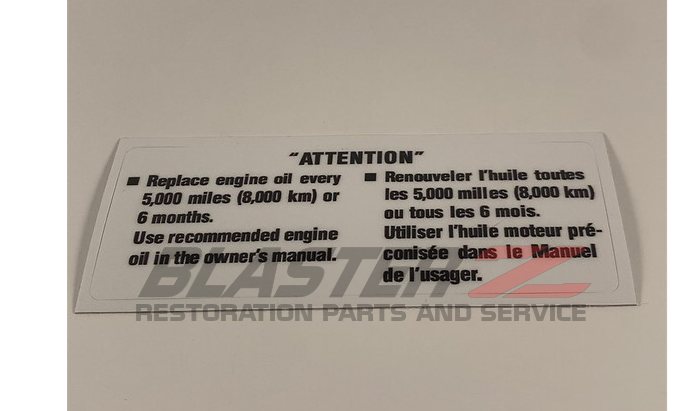 "ATTENTION"
■ Replace engine oil every
5,000 miles (8,000 km) or
6 months.
Use recommended engine
oil in the owner's manual.
■ Renouveler l'huile toutes
les 5,000 milles (8,000 km)
ou tous les 6 mois.
Utiliser l'huile moteur pré-
conisée dans le Manuel
de l'usager.
RESTORATION PARTS AND SERVICE